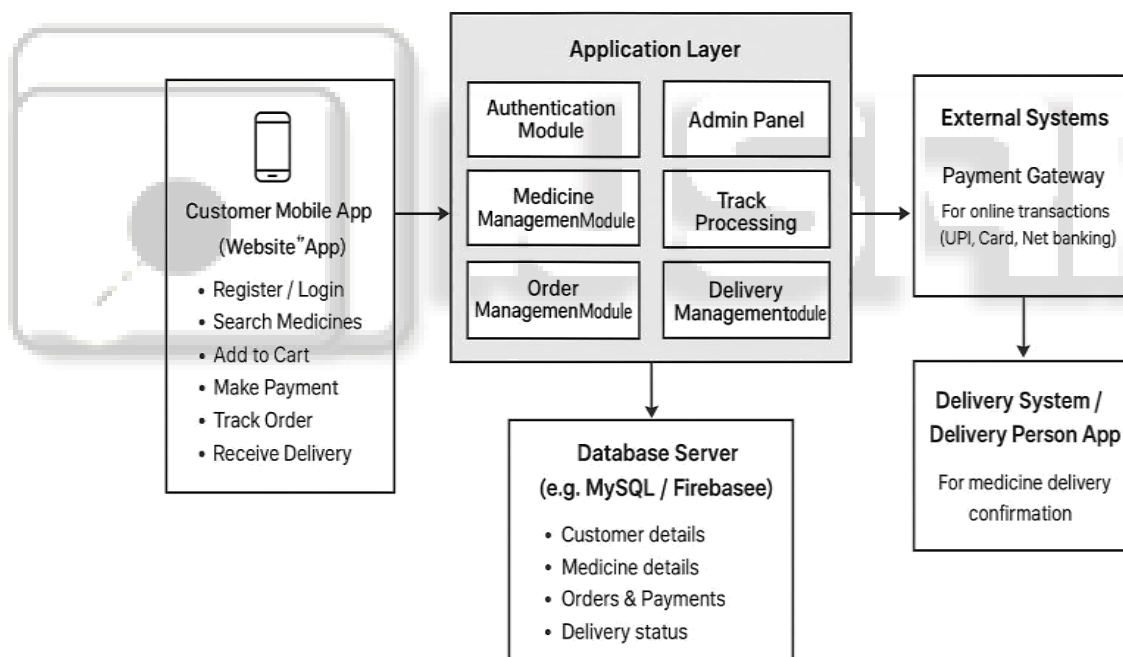 Customer Mobile App
(Website"App)
• Register / Login
• Search Medicines
• Add to Cart
• Make Payment
• Track Order
• Receive Delivery
Application Layer
Authentication
Module
Admin Panel
Medicine
ManagemenModule
Track
Processing
Order
ManagemenModule
Delivery
Managementodule
Database Server
(e.g. MySQL / Firebasee)
• Customer details
• Medicine details
• Orders & Payments
• Delivery status
External Systems
Payment Gateway
For online transactions
(UPI, Card, Net banking)
Delivery System /
Delivery Person App
For medicine delivery
confirmation